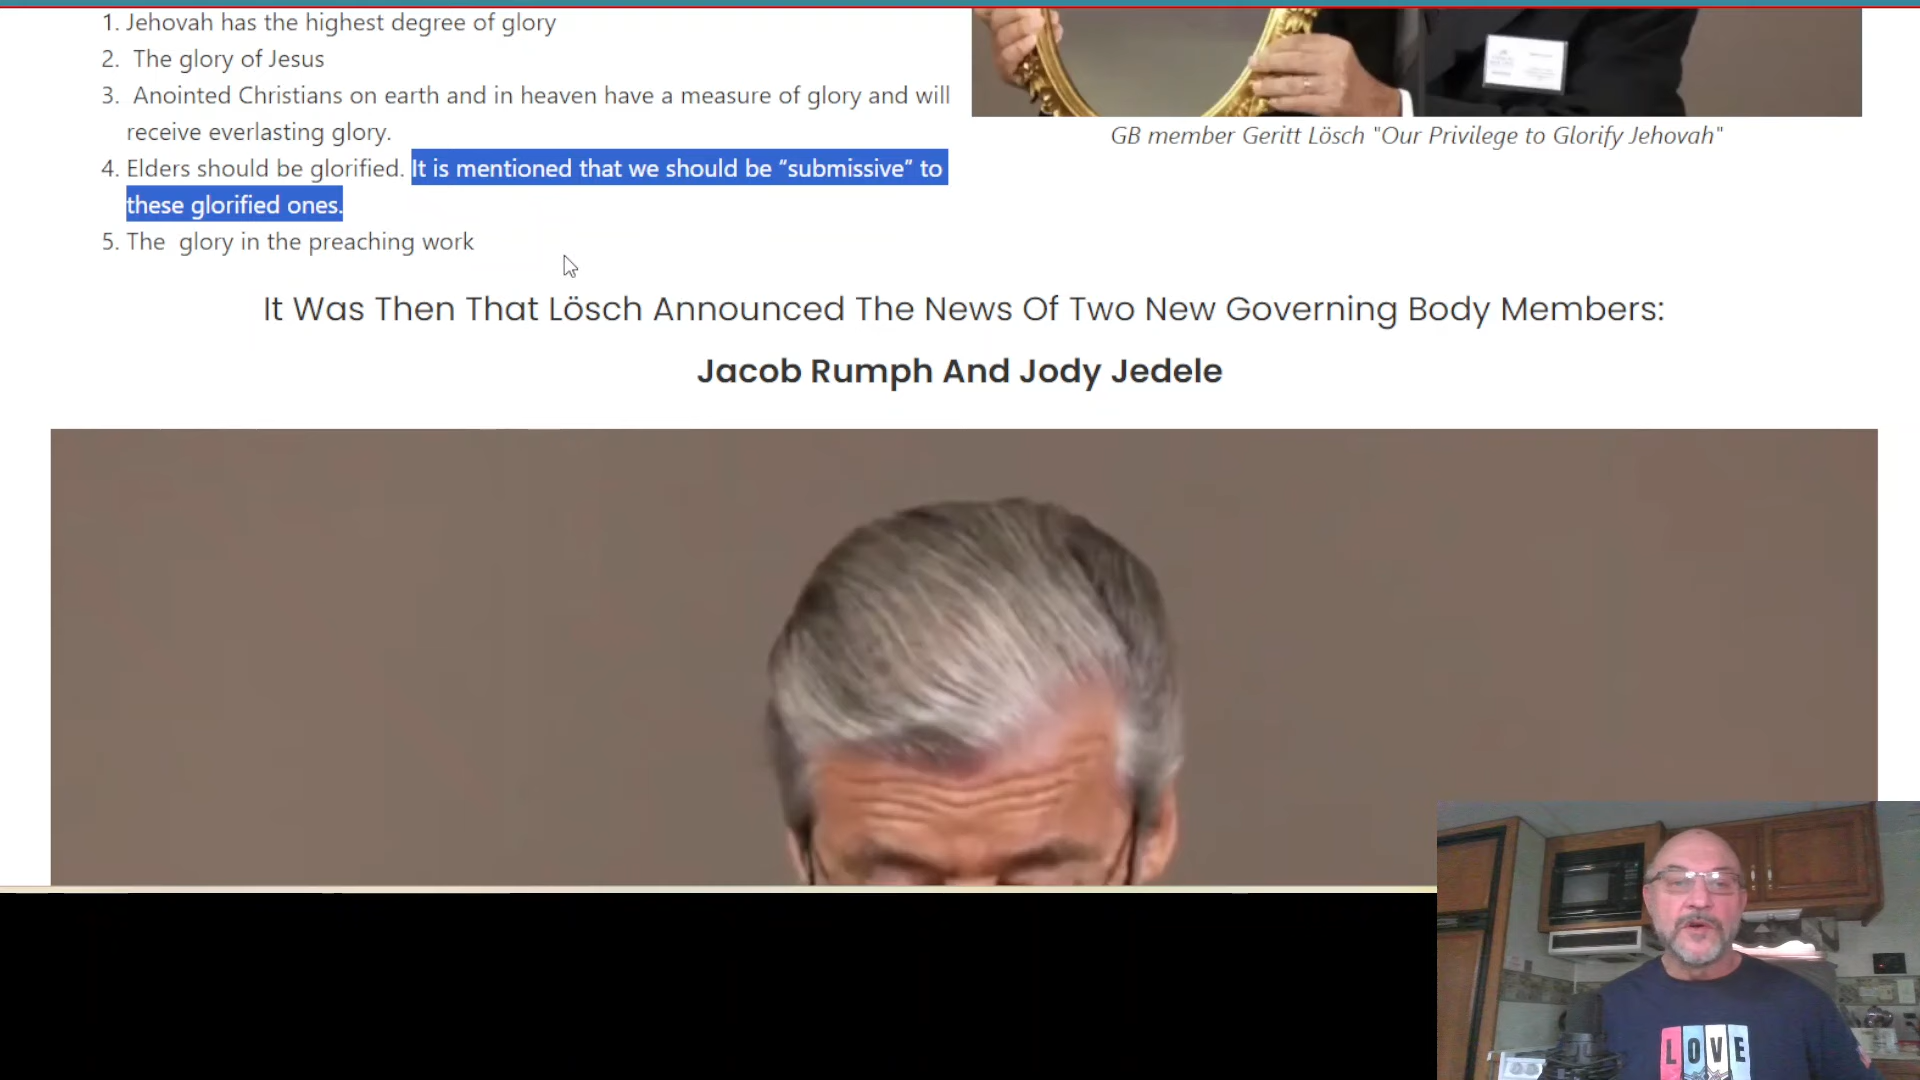 1. Jehovah has the highest degree of glory
2. The glory of Jesus
3. Anointed Christians on earth and in heaven have a measure of glory and will
receive everlasting glory.
4. Elders should be glorified. It is mentioned that we should be “submissive” to
these glorified ones.
5. The glory in the preaching work
GB member Geritt Lösch "Our Privilege to Glorify Jehovah"
It Was Then That Lösch Announced The News Of Two New Governing Body Members:
Jacob Rumph And Jody Jedele
LOVE